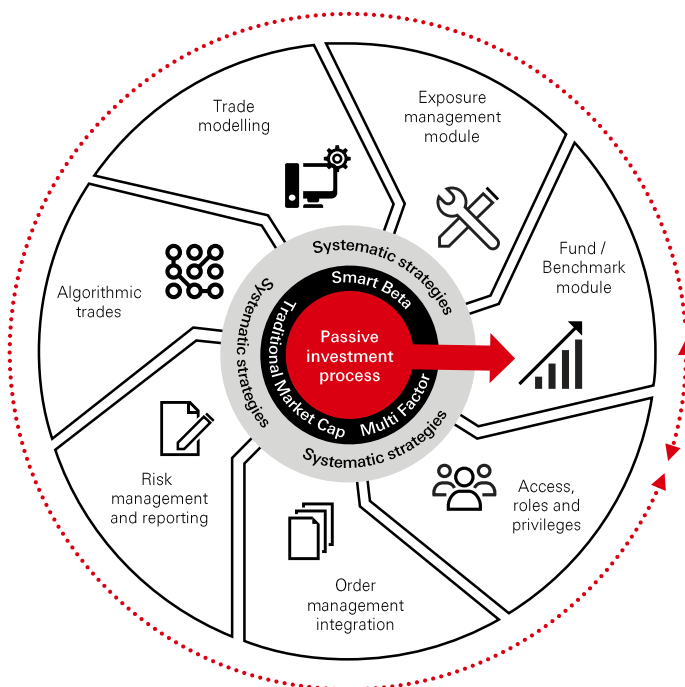 Trade
modelling
Exposure
management
module
Fund /
Benchmark
module
Access,
roles and
privileges
Order
management
integration
Risk
management
and reporting
Algorithmic
trades
Systematic strategies
Systematic strategies
Systematic strategies
Smart Beta
Multi Factor
Traditional Market Cap
Passive
investment
process